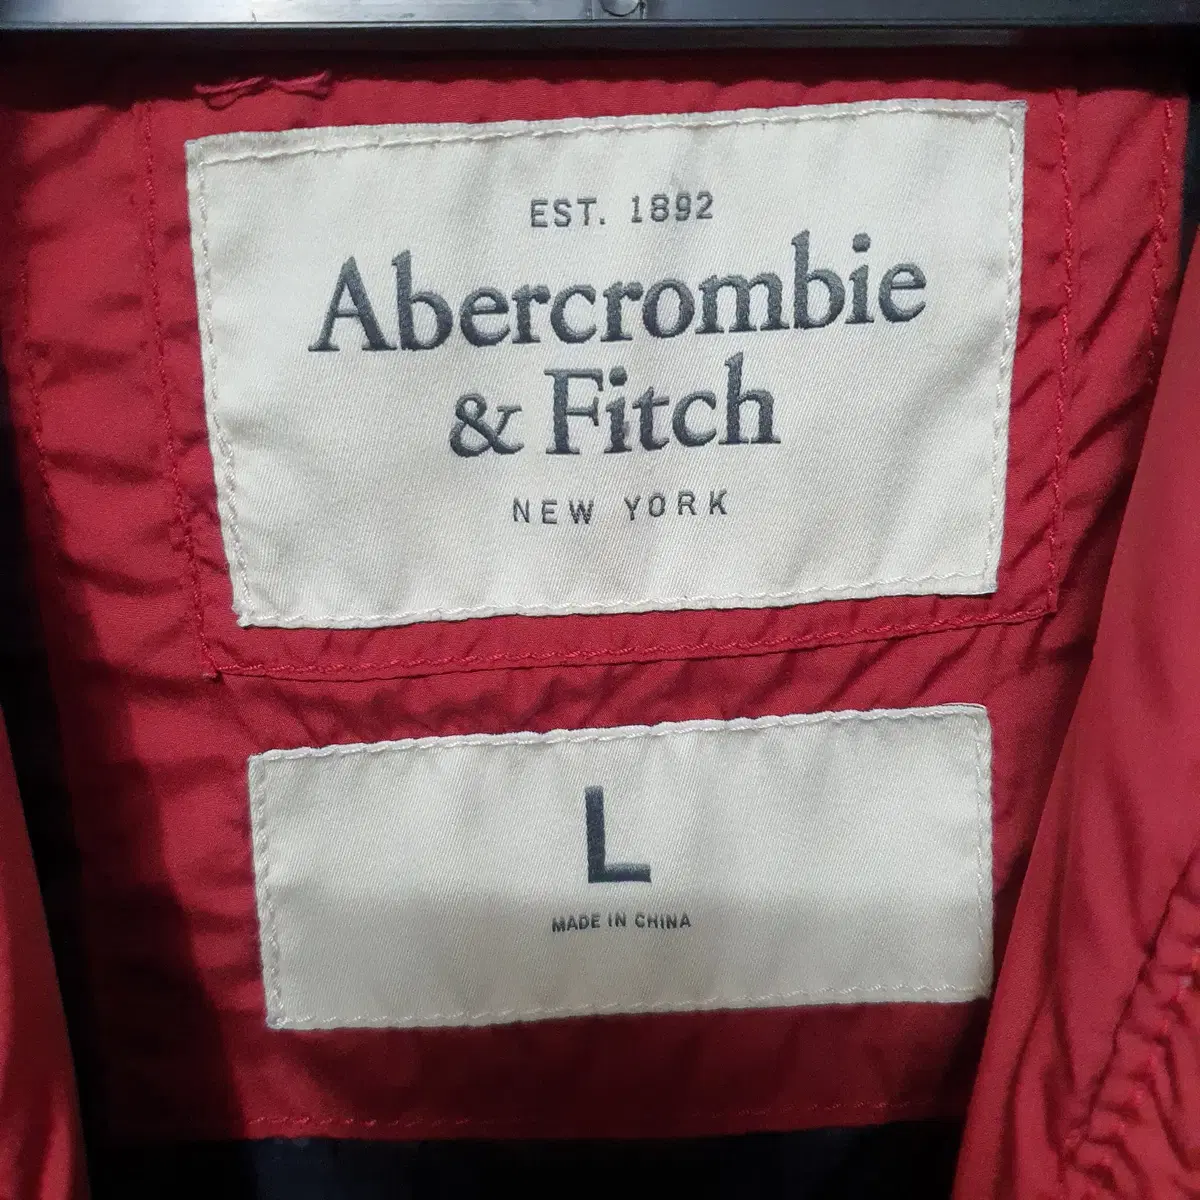 EST. 1892
Abercrombie
& Fitch
NEW YORK
L
MADE IN CHINA